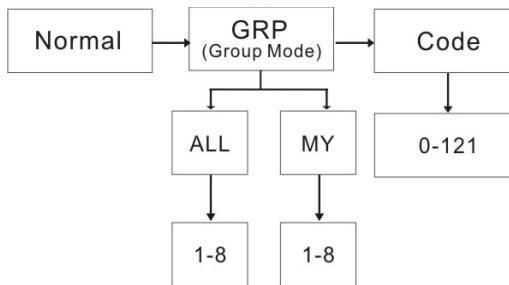 Normal
GRP
(Group Mode)
Code
ALL
MY
0-121
1-8
1-8